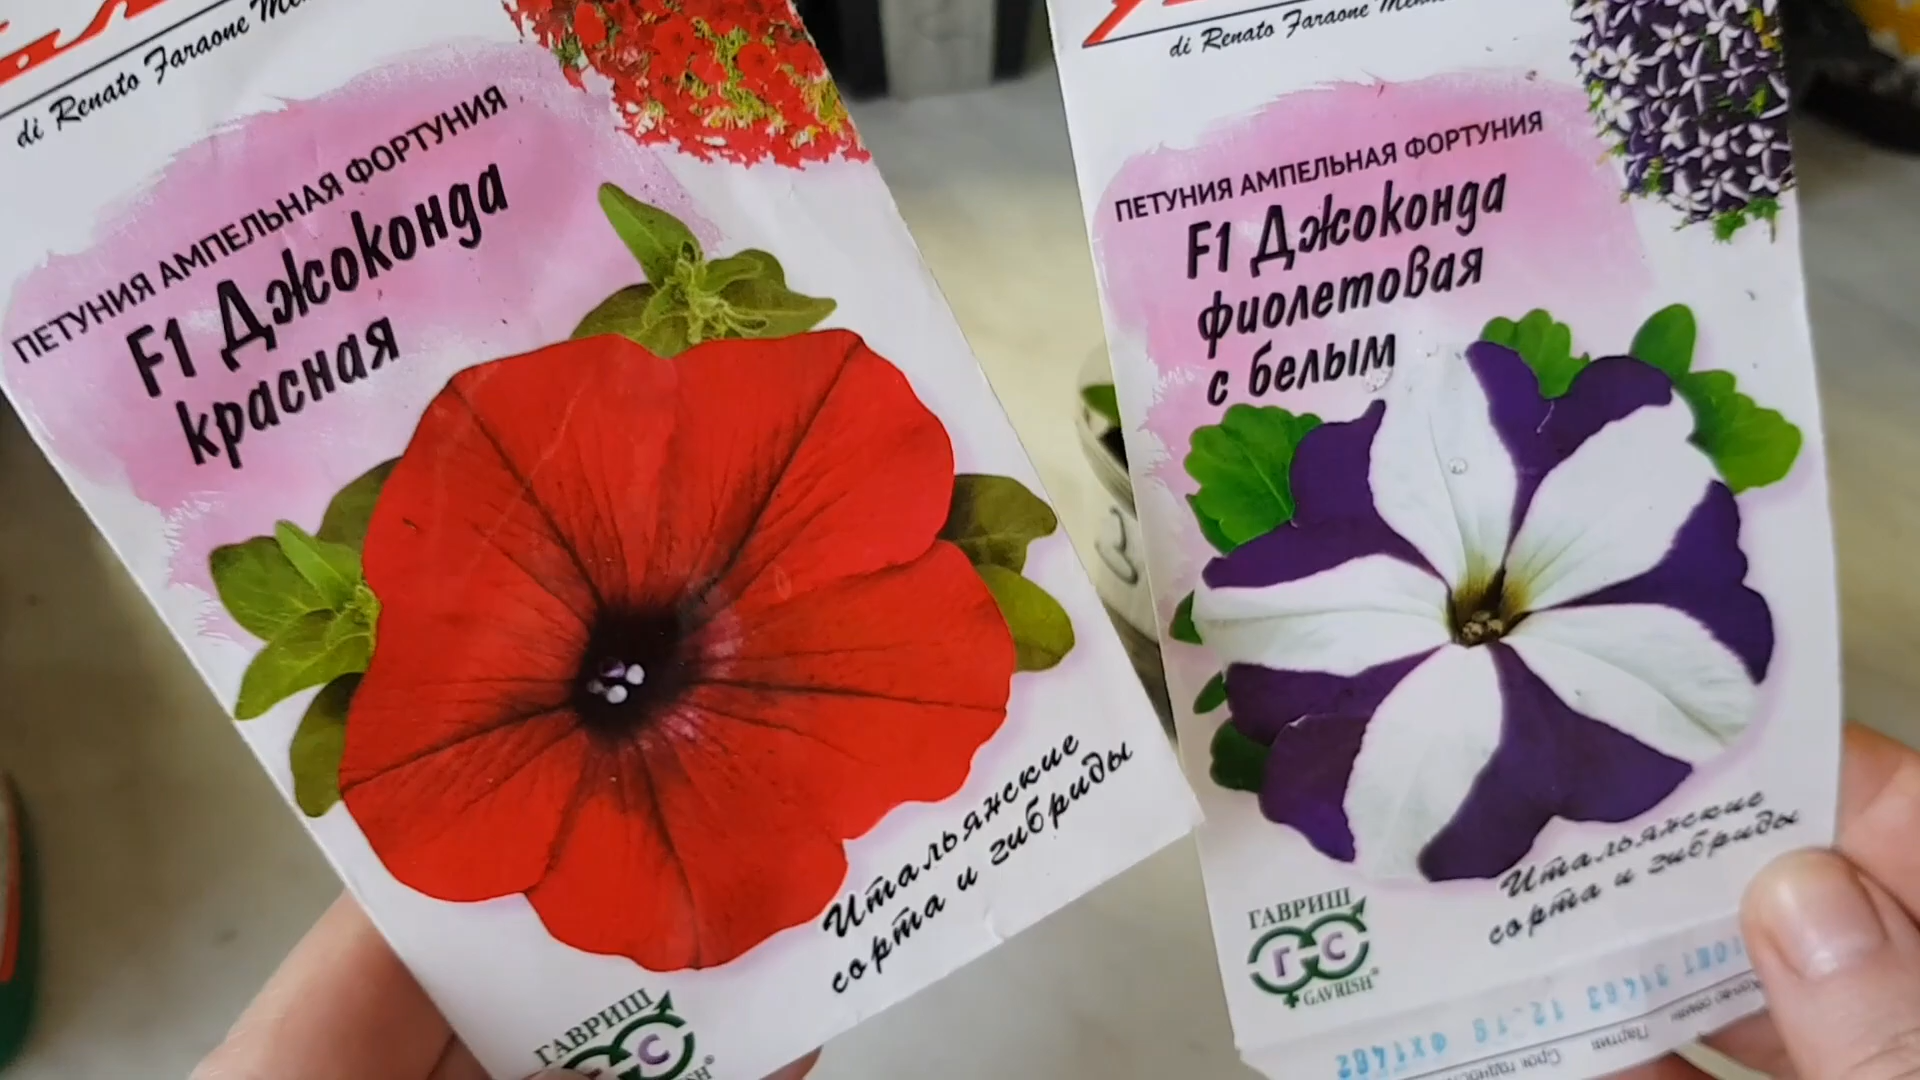 di Renato Faraone
ПЕТУНИЯ АМПЕЛЬНАЯ ФОРТУНИЯ
F1 Джоконда
красная
Итальянские
сорта и гибриды
ГАВРИШ
di Renato Faraone
ПЕТУНИЯ АМПЕЛЬНАЯ ФОРТУНИЯ
F1 Джоконда
фиолетовая
с белым
Итальянские
сорта и гибриды
ГАВРИШ
ГС
GAVRISH®